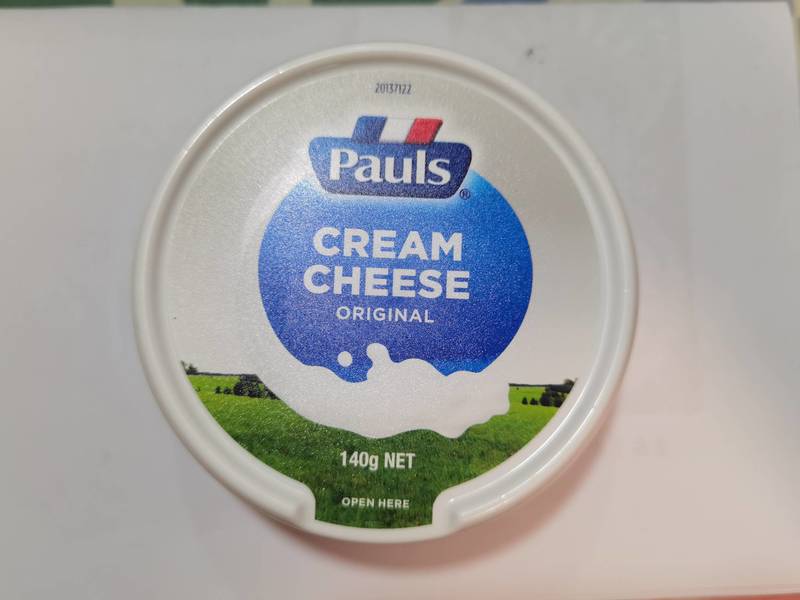 20137122
Pauls
®
CREAM
CHEESE
ORIGINAL
140g NET
OPEN HERE